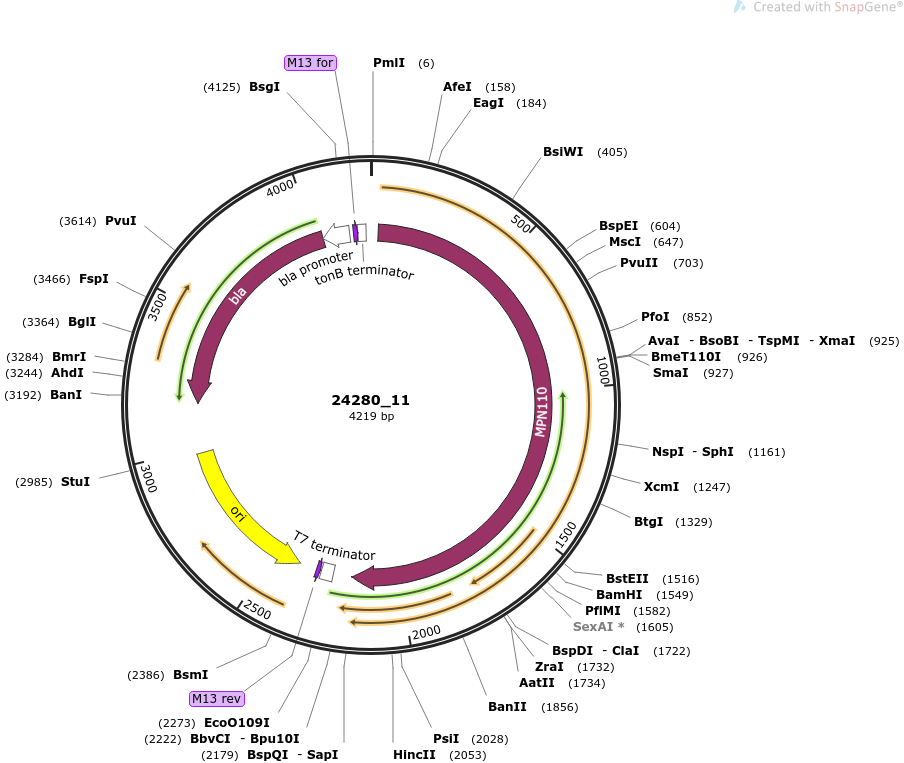 Created with SnapGene®
M13 for
PmlI (6)
(4125) BsgI
AfeI (158)
EagI (184)
BsiWI (405)
4000
500
(3614) PvuI
BspEI (604)
MscI (647)
bla promoter
tonB terminator
PvuII (703)
(3466) FspI
bla
3500
(3364) BglI
PfoI (852)
AvaI - BsoBI - TspMI - XmaI (925)
(3284) BmrI
BmeT110I (926)
(3244) AhdI
1000
SmaI (927)
(3192) BanI
24280_11
4219 bp
MPN110
NspI - SphI (1161)
3000
(2985) StuI
XcmI (1247)
ori
BtgI (1329)
1500
T7 terminator
BstEII (1516)
BamHI (1549)
2500
PflMI (1582)
SexAI * (1605)
2000
BspDI - ClaI (1722)
ZraI (1732)
(2386) BsmI
AatII (1734)
M13 rev
BanII (1856)
(2273) EcoO109I
(2222) BbvCI - Bpu10I
PsiI (2028)
(2179) BspQI - SapI
HincII (2053)